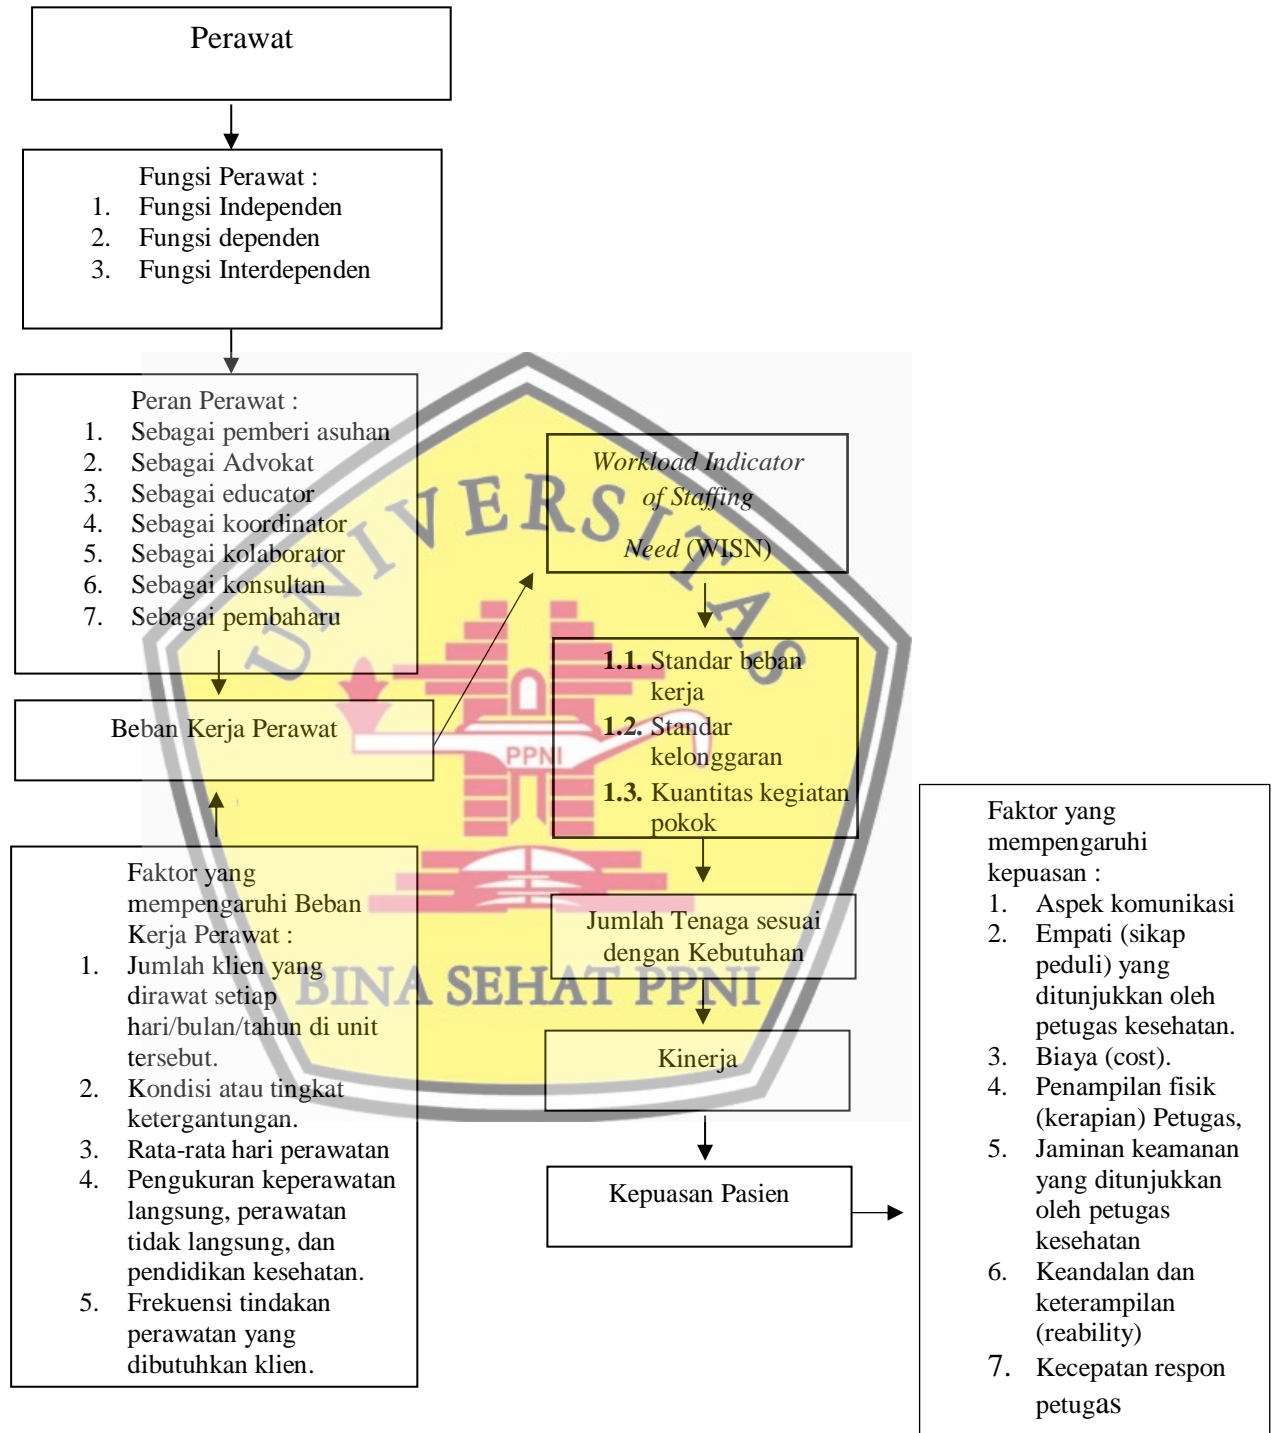 Perawat
Fungsi Perawat :
1. Fungsi Independen
2. Fungsi dependen
3. Fungsi Interdependen
Peran Perawat :
1. Sebagai pemberi asuhan
2. Sebagai Advokat
3. Sebagai educator
4. Sebagai koordinator
5. Sebagai kolaborator
6. Sebagai konsultan
7. Sebagai pembaharu
Beban Kerja Perawat
Faktor yang
mempengaruhi Beban
Kerja Perawat :
1. Jumlah klien yang
dirawat setiap
hari/bulan/tahun di unit
tersebut.
2. Kondisi atau tingkat
ketergantungan.
3. Rata-rata hari perawatan
4. Pengukuran keperawatan
langsung, perawatan
tidak langsung, dan
pendidikan kesehatan.
5. Frekuensi tindakan
perawatan yang
dibutuhkan klien.
Workload Indicator
of Staffing
Need (WISN)
1.1. Standar beban
kerja
1.2. Standar
kelonggaran
1.3. Kuantitas kegiatan
pokok
Jumlah Tenaga sesuai
dengan Kebutuhan
Kinerja
Kepuasan Pasien
Faktor yang
mempengaruhi
kepuasan :
1. Aspek komunikasi
2. Empati (sikap
peduli) yang
ditunjukkan oleh
petugas kesehatan.
3. Biaya (cost).
4. Penampilan fisik
(kerapian) Petugas,
5. Jaminan keamanan
yang ditunjukkan
oleh petugas
kesehatan
6. Keandalan dan
keterampilan
(reability)
7. Kecepatan respon
petugas
UNIVERSITAS
PPNI
BINA SEHAT PPNI